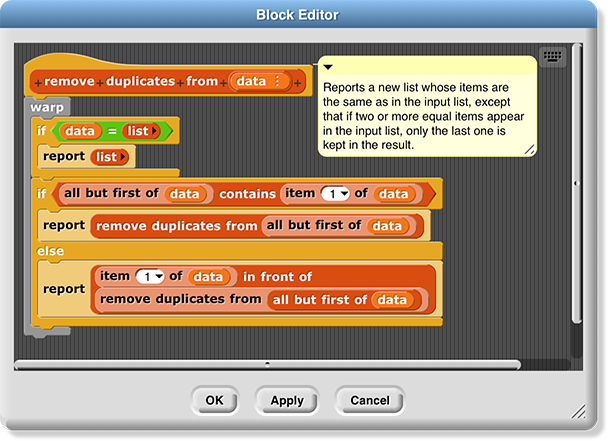 Block Editor
+ remove + duplicates + from + data ⋮ +
Reports a new list whose items are
the same as in the input list, except
that if two or more equal items appear
in the input list, only the last one is
kept in the result.
warp
if data = list
report list
if all but first of data contains item 1 of data
report remove duplicates from all but first of data
else
report item 1 of data in front of
remove duplicates from all but first of data
OK Apply Cancel